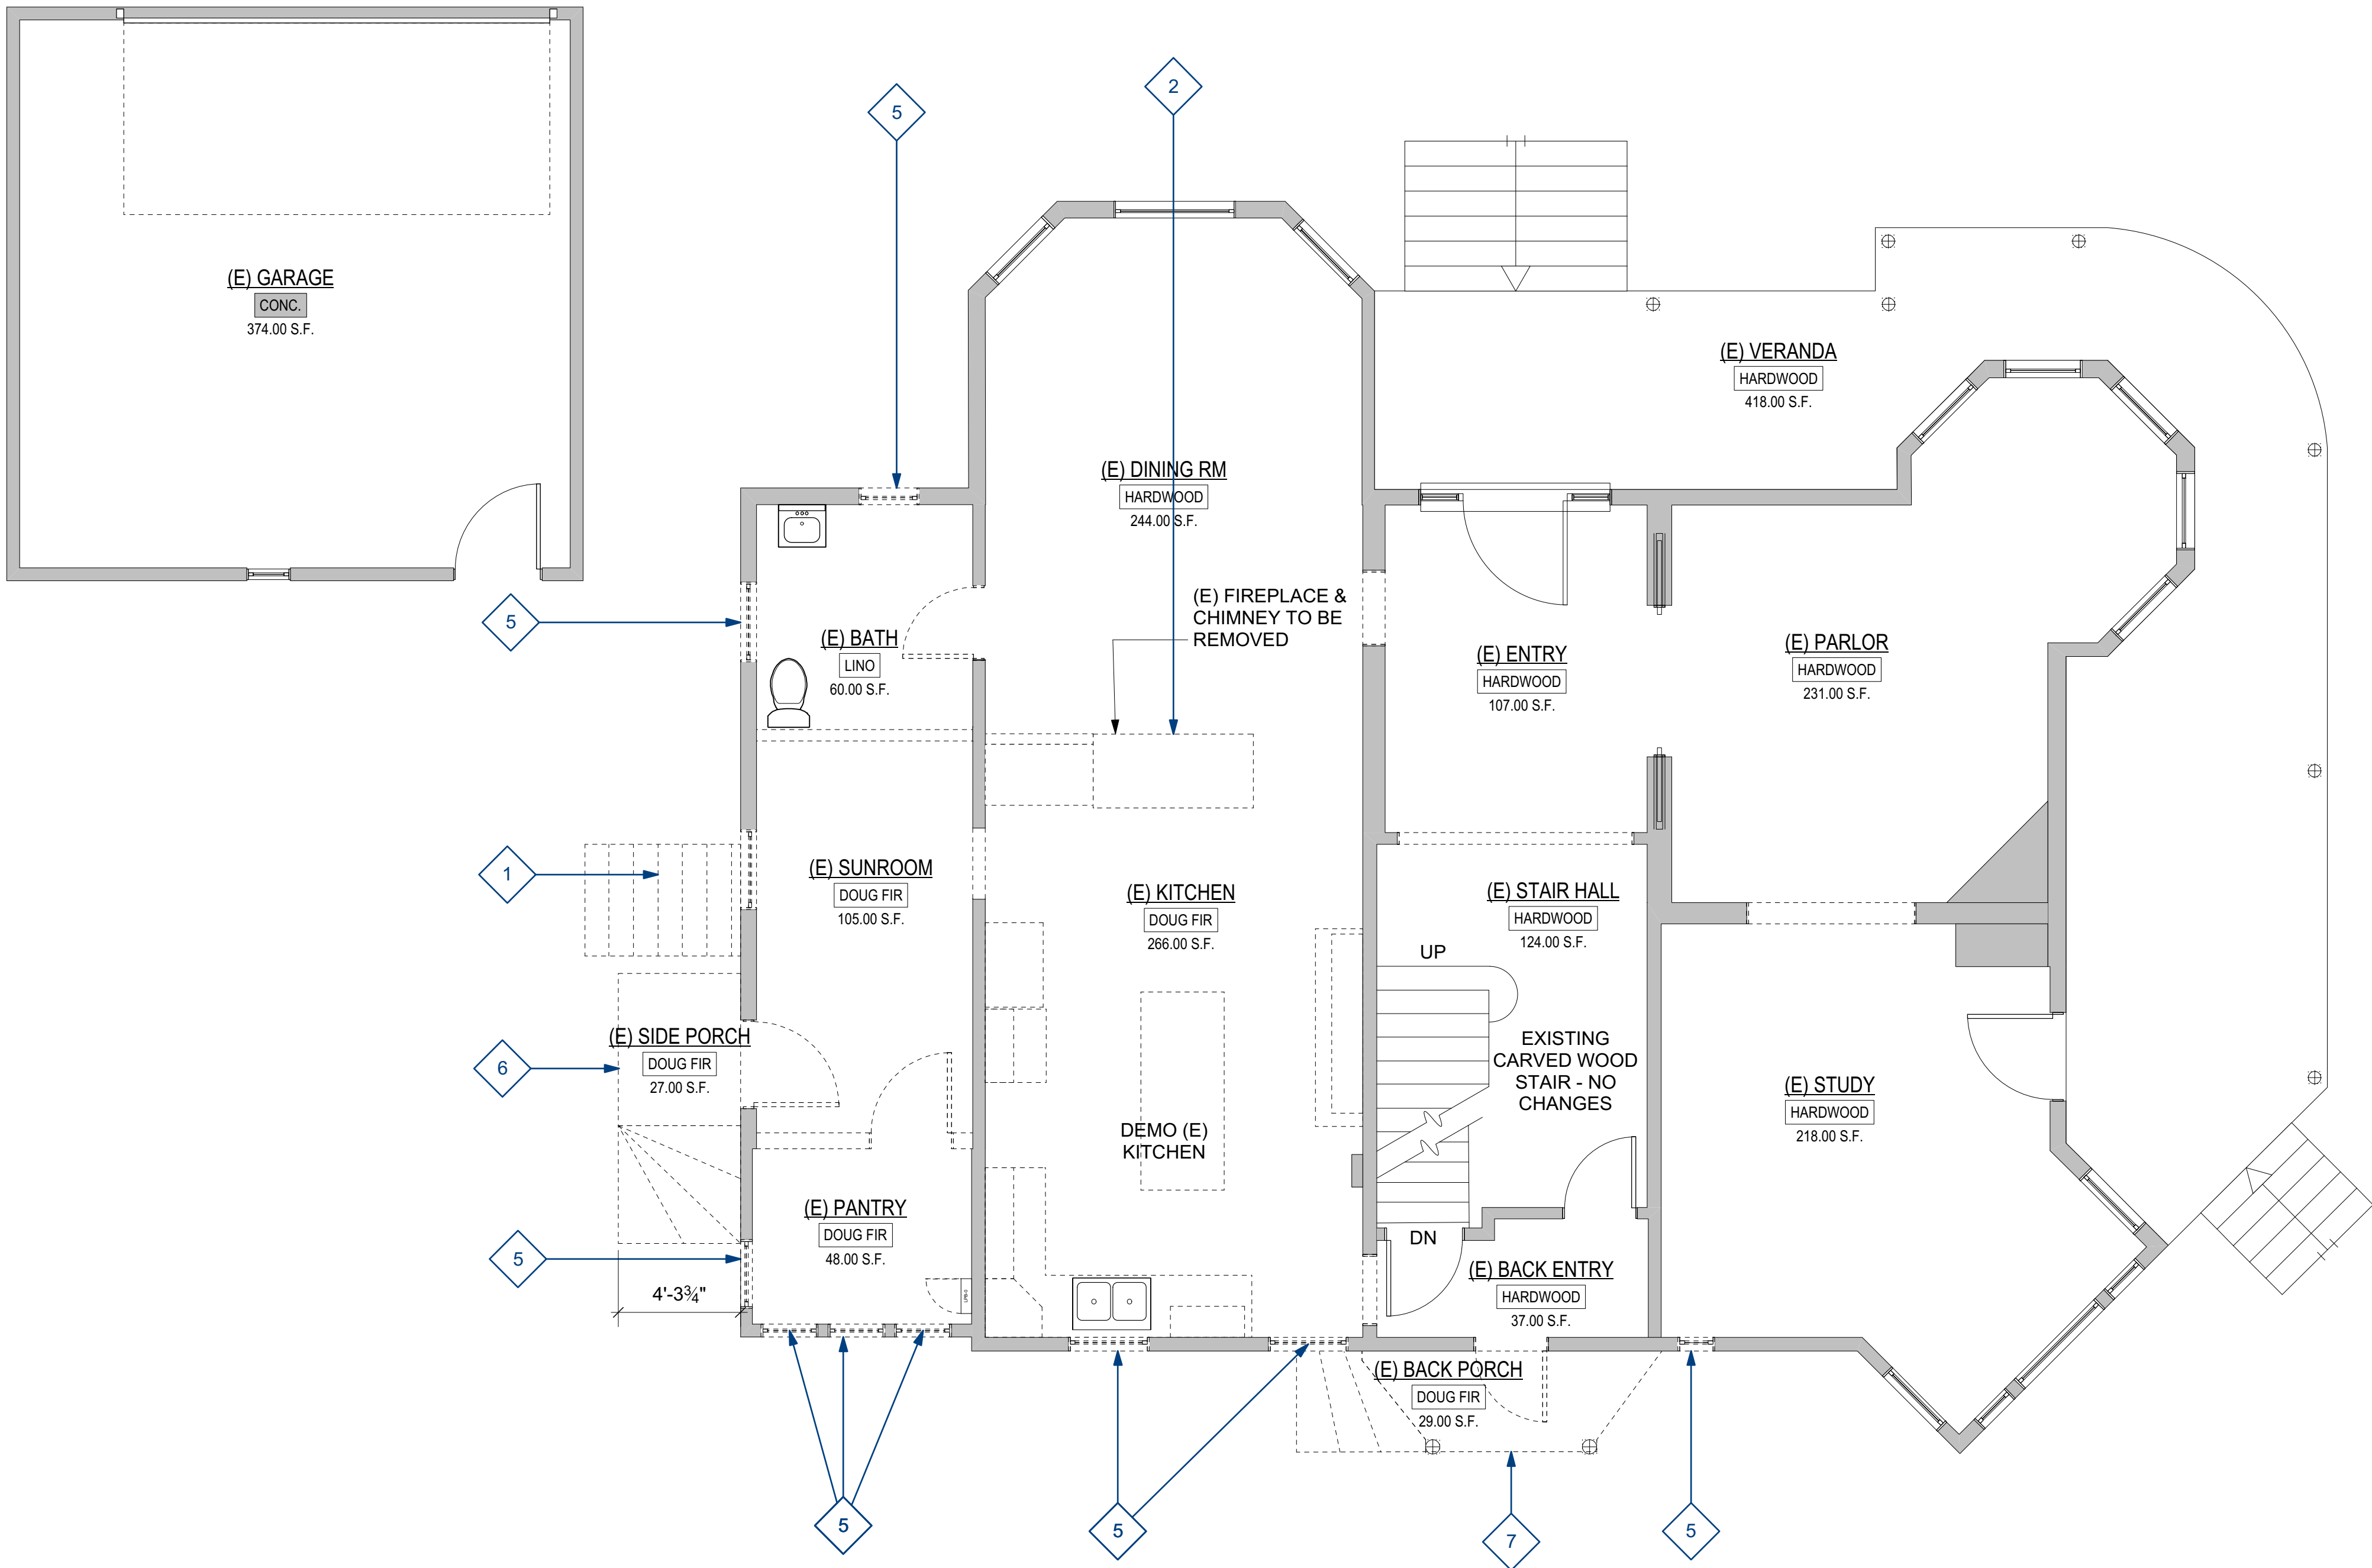 2
5
(E) GARAGE
CONC.
374.00 S.F.
(E) VERANDA
HARDWOOD
418.00 S.F.
(E) DINING RM
HARDWOOD
244.00 S.F.
(E) FIREPLACE &
CHIMNEY TO BE
REMOVED
5
(E) BATH
LINO
60.00 S.F.
(E) ENTRY
HARDWOOD
107.00 S.F.
(E) PARLOR
HARDWOOD
231.00 S.F.
1
(E) SUNROOM
DOUG FIR
105.00 S.F.
(E) KITCHEN
DOUG FIR
266.00 S.F.
(E) STAIR HALL
HARDWOOD
124.00 S.F.
UP
EXISTING
CARVED WOOD
STAIR - NO
CHANGES
6
(E) SIDE PORCH
DOUG FIR
27.00 S.F.
DEMO (E)
KITCHEN
(E) STUDY
HARDWOOD
218.00 S.F.
(E) PANTRY
DOUG FIR
48.00 S.F.
5
4'-3¾"
DN
(E) BACK ENTRY
HARDWOOD
37.00 S.F.
(E) BACK PORCH
DOUG FIR
29.00 S.F.
5
5
7
5